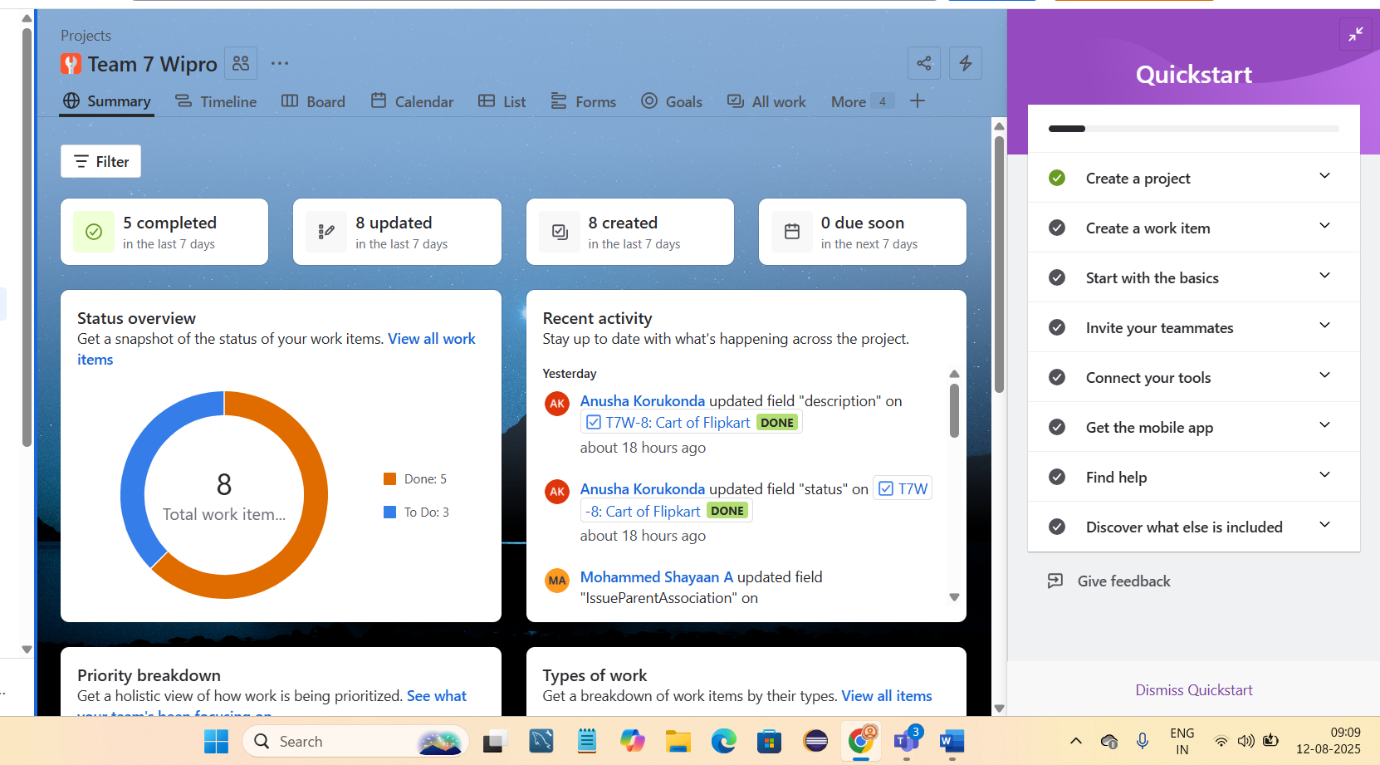 Projects
Team 7 Wipro
Summary
Timeline
Board
Calendar
List
Forms
Goals
All work
More 4
Filter
5 completed
in the last 7 days
8 updated
in the last 7 days
8 created
in the last 7 days
0 due soon
in the next 7 days
Status overview
Get a snapshot of the status of your work items. View all work
items
8
Total work item...
Done: 5
To Do: 3
Recent activity
Stay up to date with what's happening across the project.
Yesterday
AK
Anusha Korukonda updated field "description" on
T7W-8: Cart of Flipkart DONE
about 18 hours ago
AK
Anusha Korukonda updated field "status" on T7W
-8: Cart of Flipkart DONE
about 18 hours ago
MA
Mohammed Shayaan A updated field
"IssueParentAssociation" on
Priority breakdown
Get a holistic view of how work is being prioritized. See what
your team's been focusing on
Types of work
Get a breakdown of work items by their types. View all items
Quickstart
Create a project
Create a work item
Start with the basics
Invite your teammates
Connect your tools
Get the mobile app
Find help
Discover what else is included
Give feedback
Dismiss Quickstart
Search
T
3
W
ENG
IN
09:09
12-08-2025